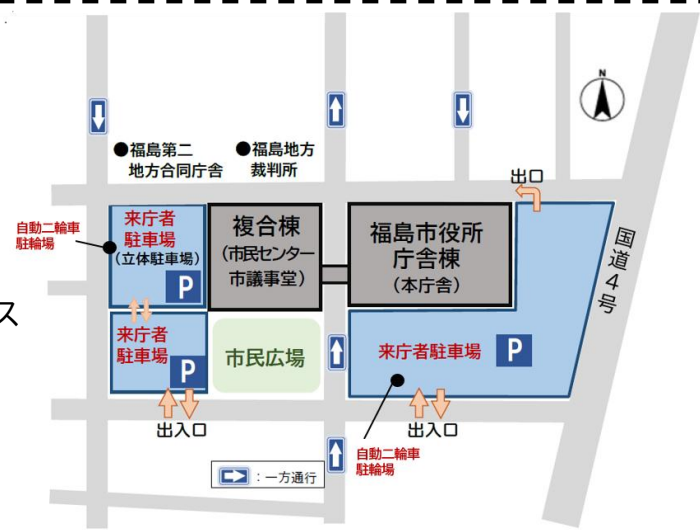 N
●福島第二
地方合同庁舎
●福島地方
裁判所
出口
自動二輪車
駐輪場
来庁者
駐車場
(立体駐車場)
P
複合棟
(市民センター
市議事堂)
福島市役所
庁舎棟
(本庁舎)
国道4号
ス
来庁者
駐車場
P
市民広場
来庁者駐車場
P
出入口
出入口
自動二輪車
駐輪場
:一方通行